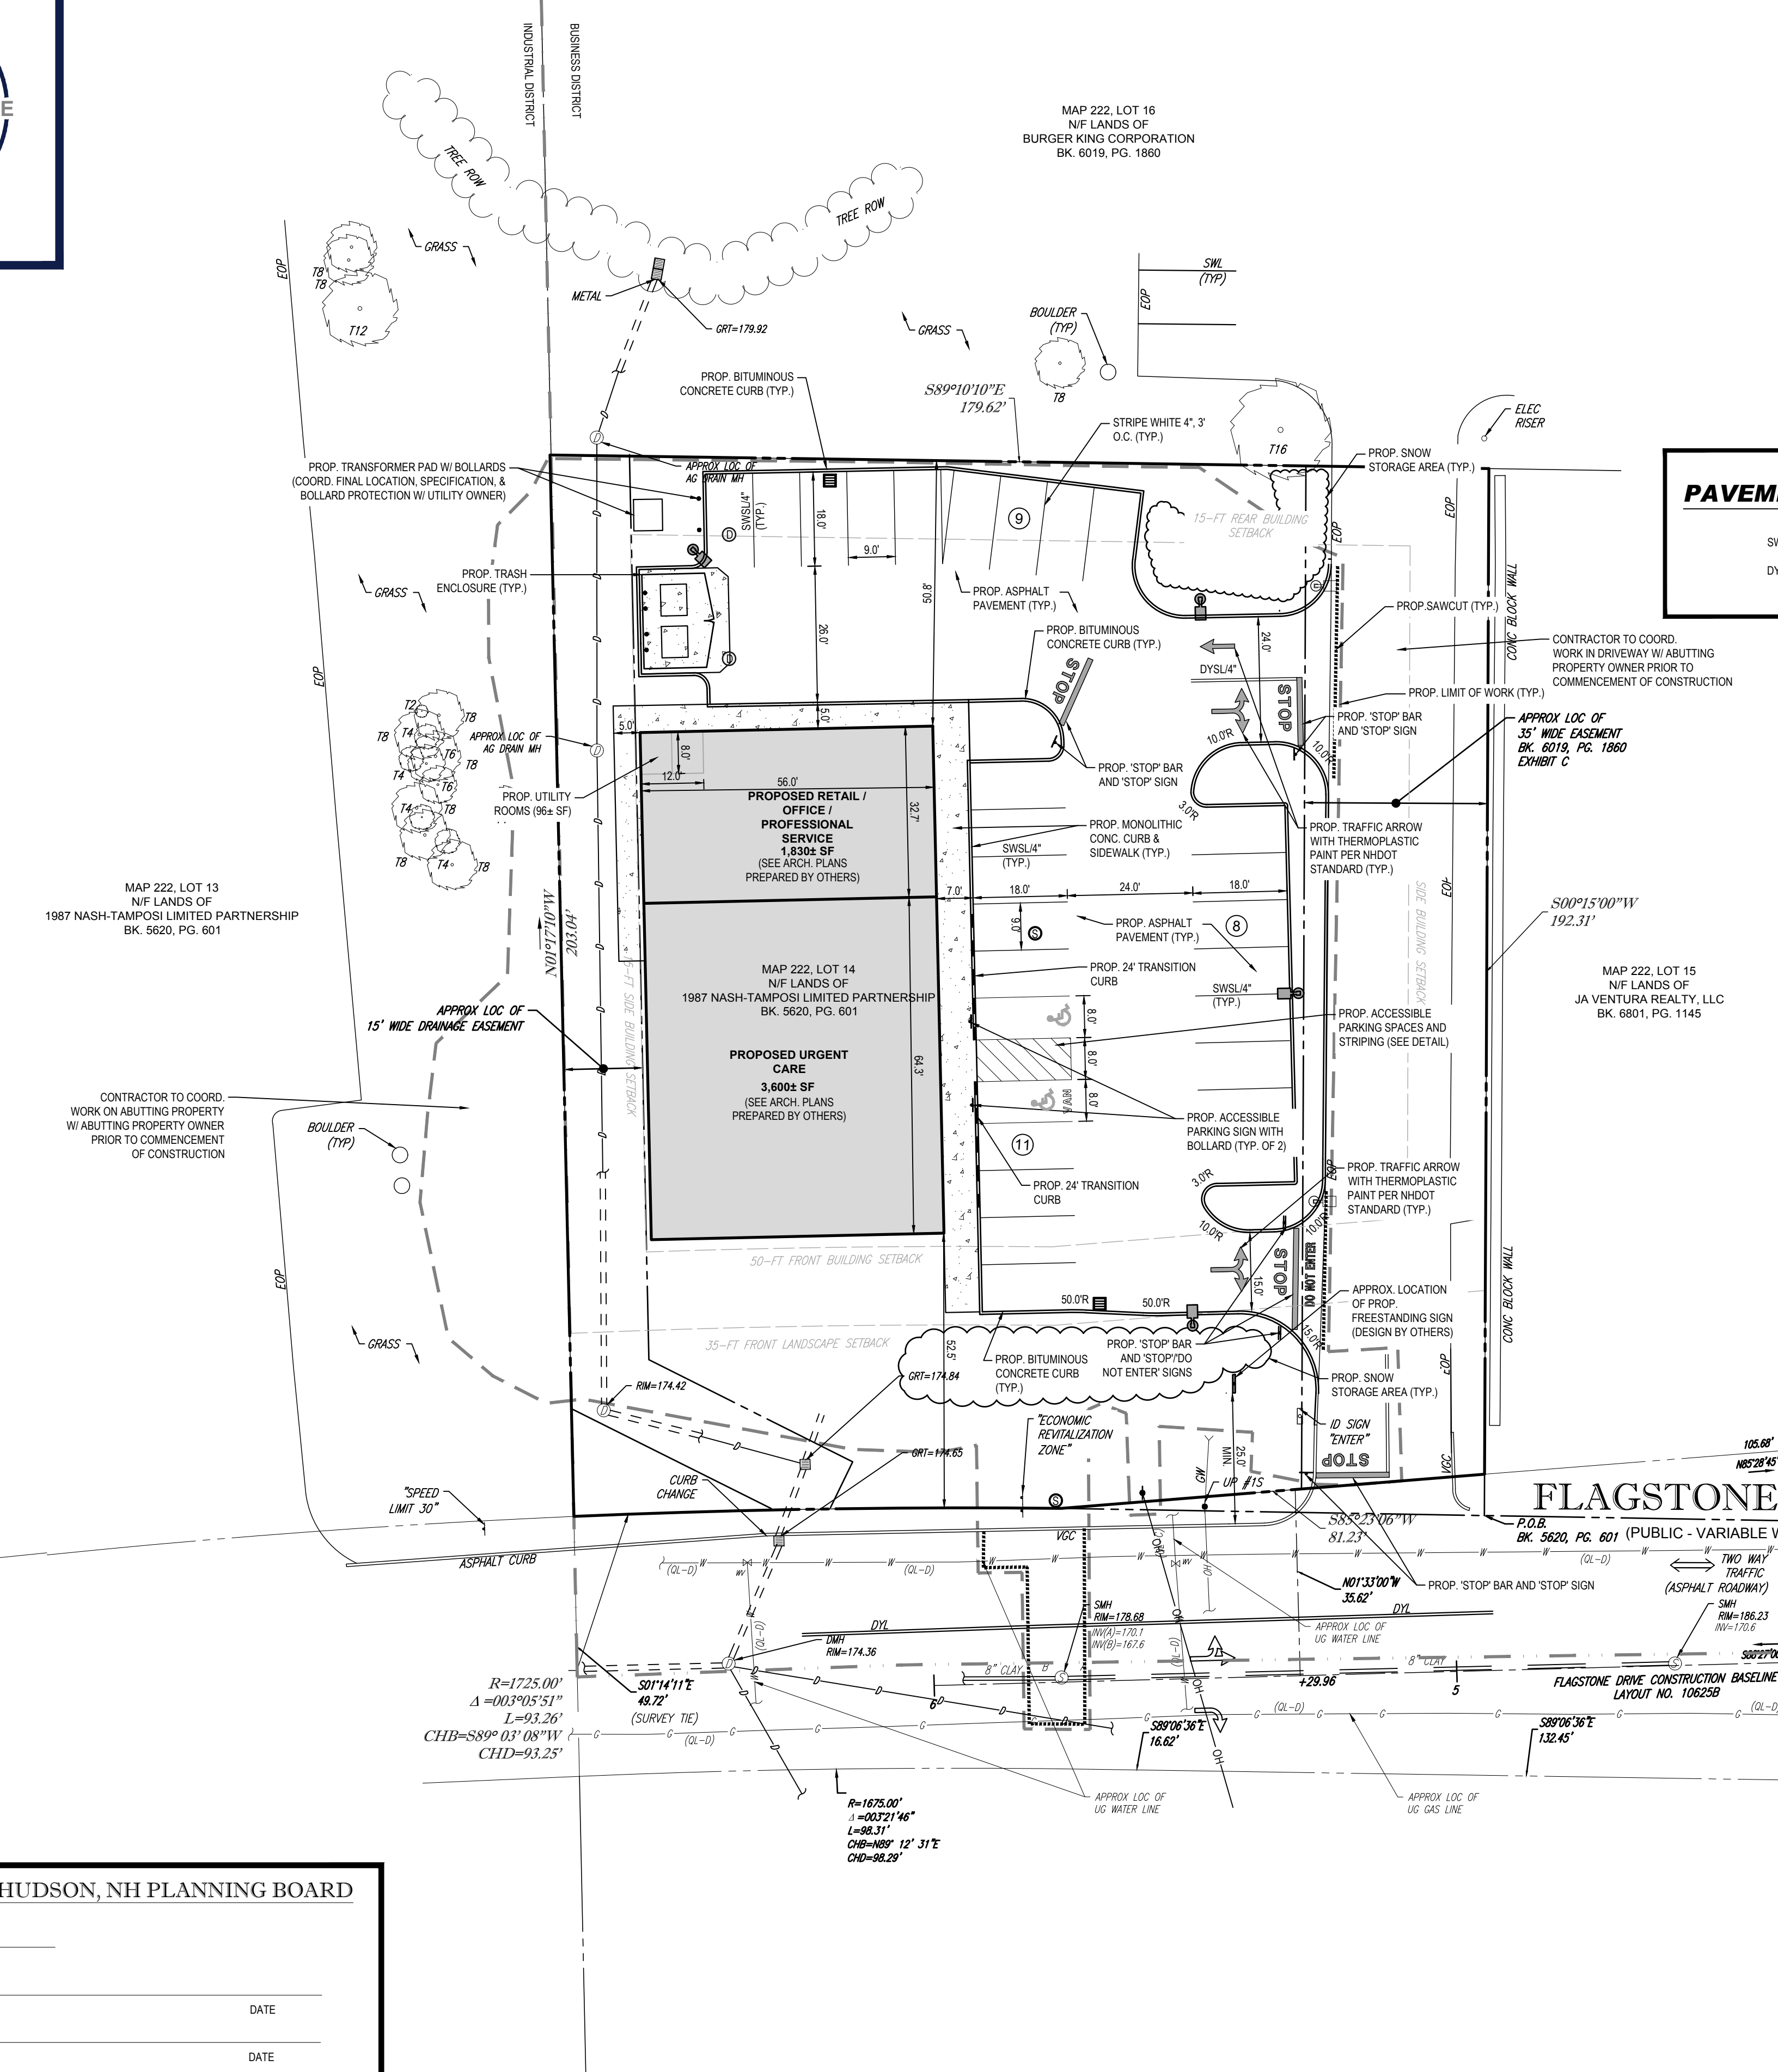 E
INDUSTRIAL DISTRICT
BUSINESS DISTRICT
MAP 222, LOT 16
N/F LANDS OF
BURGER KING CORPORATION
BK. 6019, PG. 1860
TREE ROW
TREE ROW
GRASS
EOP
T8
T8
T12
METAL
GRT=179.92
GRASS
BOULDER
(TYP)
T8
SWL
(TYP)
EOP
PROP. BITUMINOUS
CONCRETE CURB (TYP.)
S89°10'10"E
179.62'
STRIPE WHITE 4", 3'
O.C. (TYP.)
T16
ELEC
RISER
PROP. SNOW
STORAGE AREA (TYP.)
PROP. TRANSFORMER PAD W/ BOLLARDS
(COORD. FINAL LOCATION, SPECIFICATION, &
BOLLARD PROTECTION W/ UTILITY OWNER)
APPROX LOC OF
AG DRAIN MH
SWSL/4"
(TYP.)
18.0'
9.0'
9
15-FT REAR BUILDING
SETBACK
EOP
EOP
PAVEM
SW
DY
D
PROP. TRASH
ENCLOSURE (TYP.)
GRASS
50.8'
26.0'
PROP. ASPHALT
PAVEMENT (TYP.)
PROP. BITUMINOUS
CONCRETE CURB (TYP.)
E
PROP.SAWCUT (TYP.)
CONC BLOCK WALL
CONTRACTOR TO COORD.
WORK IN DRIVEWAY W/ ABUTTING
PROPERTY OWNER PRIOR TO
COMMENCEMENT OF CONSTRUCTION
D
EOP
STOP
DYSL/4"
24.0'
STOP
PROP. LIMIT OF WORK (TYP.)
PROP. 'STOP' BAR
AND 'STOP' SIGN
APPROX LOC OF
35' WIDE EASEMENT
BK. 6019, PG. 1860
EXHIBIT C
T2
T8
T4
T8
T6
T8
T4
T6
T4
T8
T8
T4
T8
APPROX LOC OF
AG DRAIN MH
5.0'
5.0'
8.0'
12.0'
56.0'
PROP. UTILITY
ROOMS (96± SF)
PROPOSED RETAIL /
OFFICE /
PROFESSIONAL
SERVICE
1,830± SF
(SEE ARCH. PLANS
PREPARED BY OTHERS)
32.7'
10.0'R
10.0'R
3.0'R
PROP. 'STOP' BAR
AND 'STOP' SIGN
PROP. MONOLITHIC
CONC. CURB &
SIDEWALK (TYP.)
SWSL/4"
(TYP.)
PROP. TRAFFIC ARROW
WITH THERMOPLASTIC
PAINT PER NHDOT
STANDARD (TYP.)
7.0'
18.0'
24.0'
18.0'
9.0'
S
PROP. ASPHALT
PAVEMENT (TYP.)
8
SIDE BUILDING SETBACK
EOP
S00°15'00"W
192.31'
MAP 222, LOT 13
N/F LANDS OF
1987 NASH-TAMPOSI LIMITED PARTNERSHIP
BK. 5620, PG. 601
N01°17'10"W
203.04'
15-FT SIDE BUILDING SETBACK
MAP 222, LOT 14
N/F LANDS OF
1987 NASH-TAMPOSI LIMITED PARTNERSHIP
BK. 5620, PG. 601
PROP. 24' TRANSITION
CURB
SWSL/4"
(TYP.)
MAP 222, LOT 15
N/F LANDS OF
JA VENTURA REALTY, LLC
BK. 6801, PG. 1145
APPROX LOC OF
15' WIDE DRAINAGE EASEMENT
PROPOSED URGENT
CARE
3,600± SF
(SEE ARCH. PLANS
PREPARED BY OTHERS)
64.3'
8.0'
8.0'
8.0'
VAN
PROP. ACCESSIBLE
PARKING SPACES AND
STRIPING (SEE DETAIL)
PROP. ACCESSIBLE
PARKING SIGN WITH
BOLLARD (TYP. OF 2)
CONTRACTOR TO COORD.
WORK ON ABUTTING PROPERTY
W/ ABUTTING PROPERTY OWNER
PRIOR TO COMMENCEMENT
OF CONSTRUCTION
BOULDER
(TYP)
11
PROP. 24' TRANSITION
CURB
3.0'R
10.0'R
10.0'R
EOP
PROP. TRAFFIC ARROW
WITH THERMOPLASTIC
PAINT PER NHDOT
STANDARD (TYP.)
50-FT FRONT BUILDING SETBACK
EOP
STOP
DO NOT ENTER
15.0'
15.0'R
CONC BLOCK WALL
50.0'R
50.0'R
APPROX. LOCATION
OF PROP.
FREESTANDING SIGN
(DESIGN BY OTHERS)
GRASS
35-FT FRONT LANDSCAPE SETBACK
52.5'
PROP. BITUMINOUS
CONCRETE CURB
(TYP.)
PROP. 'STOP' BAR
AND 'STOP'/'DO
NOT ENTER' SIGNS
PROP. SNOW
STORAGE AREA (TYP.)
EOP
RIM=174.42
GRT=174.84
"ECONOMIC
REVITALIZATION
ZONE"
25.0'
MIN.
ID SIGN
"ENTER"
STOP
GRT=174.65
GW
UP #1S
VGC
105.68'
N85°28'45"
CURB
CHANGE
"SPEED
LIMIT 30"
S
S85°23'06"W
81.23'
FLAGSTONE
P.O.B.
BK. 5620, PG. 601
(PUBLIC - VARIABLE W
ASPHALT CURB
VGC
(QL-D)
(QL-D)
(QL-D)
TWO WAY
TRAFFIC
(ASPHALT ROADWAY)
N01°33'00"W
35.62'
PROP. 'STOP' BAR AND 'STOP' SIGN
SMH
RIM=178.68
INV(A)=170.1
INV(B)=167.6
DYL
DYL
APPROX LOC OF
UG WATER LINE
SMH
RIM=186.23
INV=170.6
DMH
RIM=174.36
8" CLAY
B
8" CLAY
R=1725.00'
Δ =003°05'51"
L=93.26'
CHB=S89° 03' 08"W
CHD=93.25'
S01°14'11"E
49.72'
(SURVEY TIE)
6
+29.96
5
FLAGSTONE DRIVE CONSTRUCTION BASELINE
LAYOUT NO. 10625B
(QL-D)
(QL-D)
(QL-D)
S89°06'36"E
16.62'
S89°06'36"E
132.45'
R=1675.00'
Δ =003°21'46"
L=98.31'
CHB=N89° 12' 31"E
CHD=98.29'
APPROX LOC OF
UG WATER LINE
APPROX LOC OF
UG GAS LINE
HUDSON, NH PLANNING BOARD
DATE
DATE